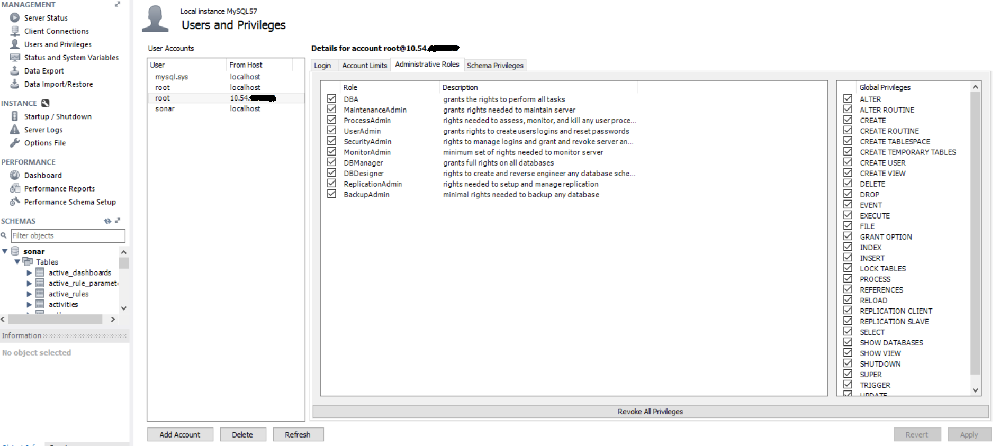 MANAGEMENT
Server Status
Client Connections
Users and Privileges
Status and System Variables
Data Export
Data Import/Restore
INSTANCE
Startup / Shutdown
Server Logs
Options File
PERFORMANCE
Dashboard
Performance Reports
Performance Schema Setup
SCHEMAS
Filter objects
sonar
Tables
active_dashboards
active_rule_paramet
active_rules
activities
Information
No object selected
Local instance MySQL57
Users and Privileges
User Accounts
User From Host
mysql.sys localhost
root localhost
root 10.54.
sonar localhost
Add Account Delete Refresh
Details for account root@10.54.
Login Account Limits Administrative Roles Schema Privileges
Role Description
DBA grants the rights to perform all tasks
MaintenanceAdmin grants rights needed to maintain server
ProcessAdmin rights needed to assess, monitor, and kill any user proce...
UserAdmin grants rights to create users logins and reset passwords
SecurityAdmin rights to manage logins and grant and revoke server an...
MonitorAdmin minimum set of rights needed to monitor server
DBManager grants full rights on all databases
DBDesigner rights to create and reverse engineer any database sche...
ReplicationAdmin rights needed to setup and manage replication
BackupAdmin minimal rights needed to backup any database
Global Privileges
ALTER
ALTER ROUTINE
CREATE
CREATE ROUTINE
CREATE TABLESPACE
CREATE TEMPORARY TABLES
CREATE USER
CREATE VIEW
DELETE
DROP
EVENT
EXECUTE
FILE
GRANT OPTION
INDEX
INSERT
LOCK TABLES
PROCESS
REFERENCES
RELOAD
REPLICATION CLIENT
REPLICATION SLAVE
SELECT
SHOW DATABASES
SHOW VIEW
SHUTDOWN
SUPER
TRIGGER
UPDATE
Revoke All Privileges
Revert Apply